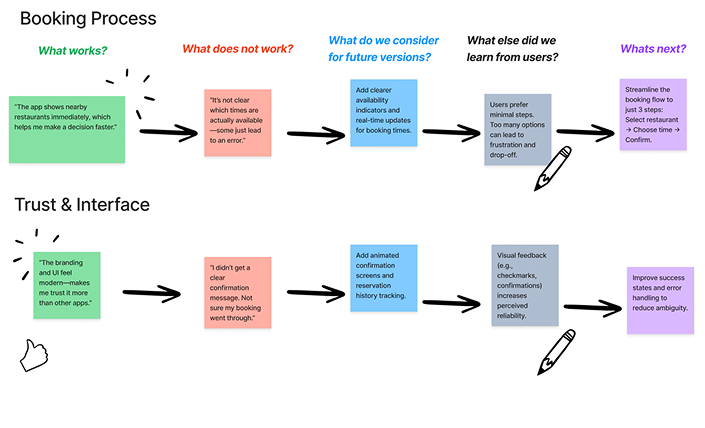 Booking Process
What works?
What does not work?
What do we consider
for future versions?
What else did we
learn from users?
Whats next?
"The app shows nearby
restaurants immediately, which
helps me make a decision faster."
"It's not clear
which times are
actually available
—some just lead
to an error."
Add clearer
availability
indicators and
real-time updates
for booking times.
Users prefer
minimal steps.
Too many options
can lead to
frustration and
drop-off.
Streamline the
booking flow to
just 3 steps:
Select restaurant
→ Choose time →
Confirm.
Trust & Interface
"The branding
and UI feel
modern—makes
me trust it more
than other apps."
"I didn't get a
clear
confirmation
message. Not
sure my booking
went through."
Add animated
confirmation
screens and
reservation
history tracking.
Visual feedback
(e.g.,
checkmarks,
confirmations)
increases
perceived
reliability.
Improve success
states and error
handling to
reduce ambiguity.